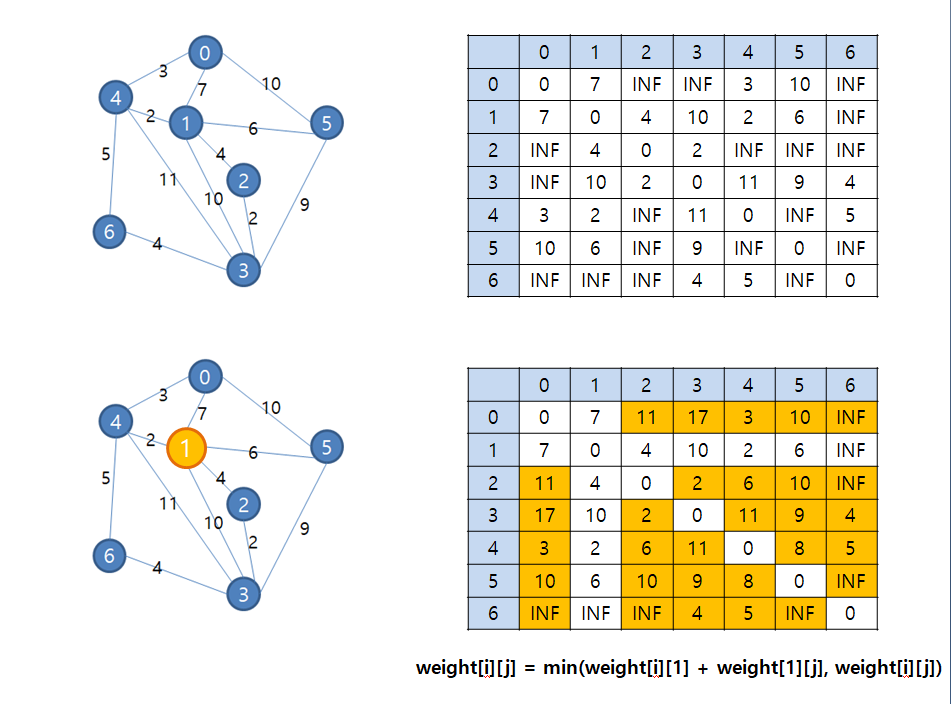 0
3
10
7
4
2
1
6
5
5
4
2
11
10
2
9
6
4
3
0 1 2 3 4 5 6
0 0 7 INF INF 3 10 INF
1 7 0 4 10 2 6 INF
2 INF 4 0 2 INF INF INF
3 INF 10 2 0 11 9 4
4 3 2 INF 11 0 INF 5
5 10 6 INF 9 INF 0 INF
6 INF INF INF 4 5 INF 0
0
3
10
7
4
2
1
6
5
5
4
2
11
10
2
9
6
4
3
0 1 2 3 4 5 6
0 0 7 11 17 3 10 INF
1 7 0 4 10 2 6 INF
2 11 4 0 2 6 10 INF
3 17 10 2 0 11 9 4
4 3 2 6 11 0 8 5
5 10 6 10 9 8 0 INF
6 INF INF INF 4 5 INF 0
weight[i][j] = min(weight[i][1] + weight[1][j], weight[i][j])